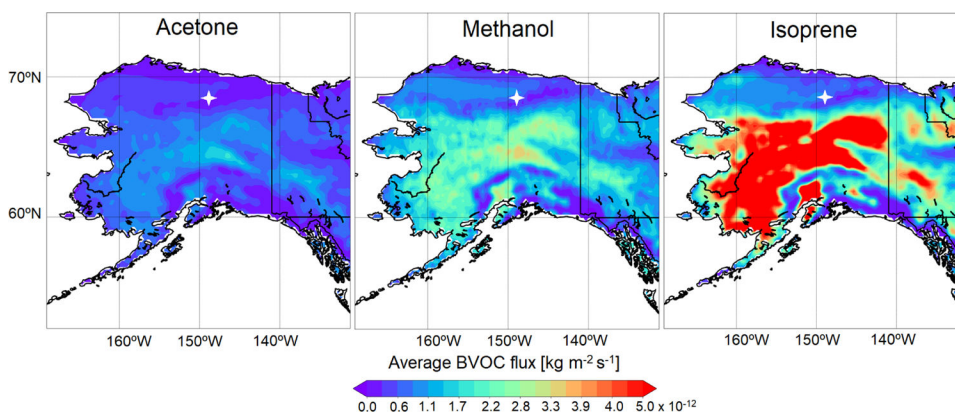 Acetone Methanol Isoprene
70ºN
60ºN
160ºW 150ºW 140ºW 160ºW 150ºW 140ºW 160ºW 150ºW 140ºW
Average BVOC flux [kg m⁻² s⁻¹]
0.0 0.6 1.1 1.7 2.2 2.8 3.3 3.9 4.0 5.0 x 10⁻¹²